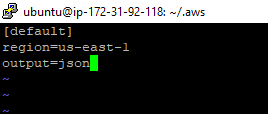 ubuntu@ip-172-31-92-118: ~/.aws
[default]
region=us-east-1
output=json
~
~
~